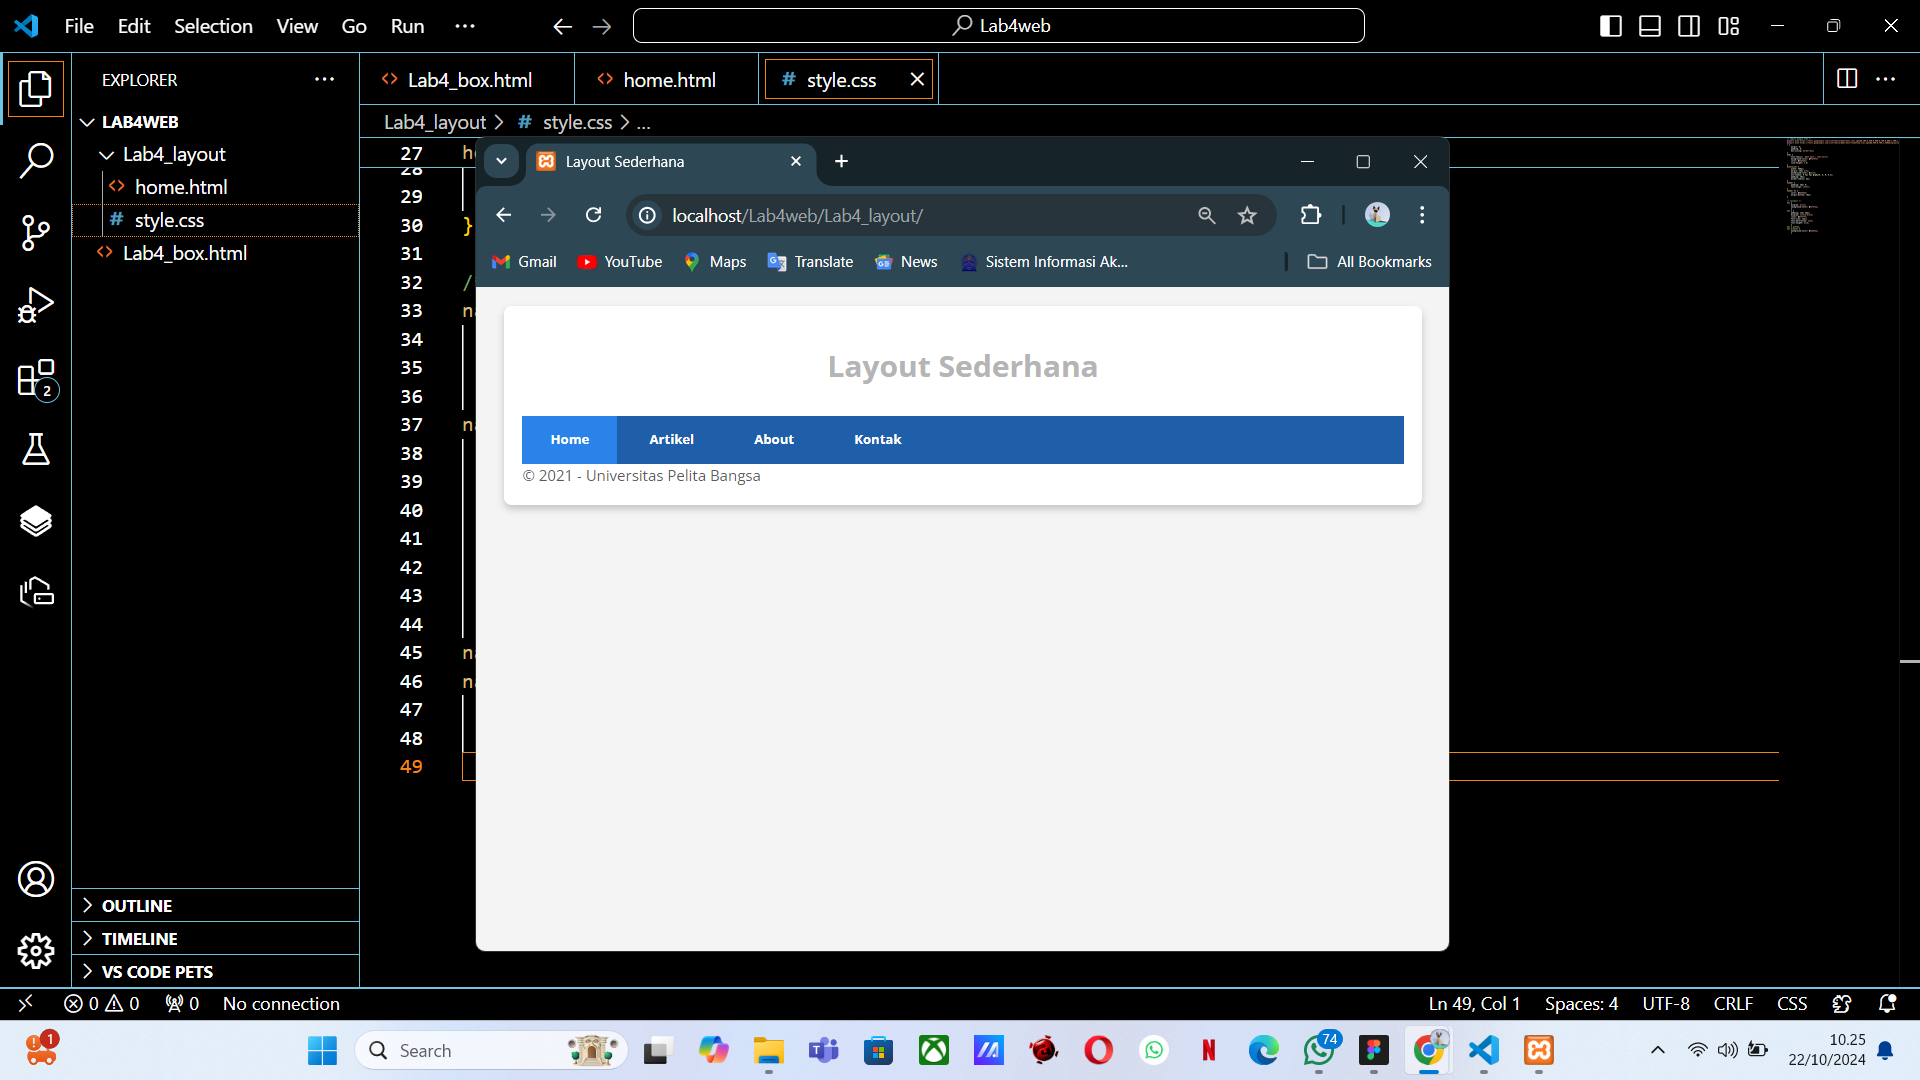 File Edit Selection View Go Run ···
Lab4web
EXPLORER ···
LAB4WEB
Lab4_layout
home.html
# style.css
Lab4_box.html
OUTLINE
TIMELINE
VS CODE PETS
2
Lab4_box.html
home.html
# style.css
Lab4_layout > # style.css > ...
27
28
29
30 }
31
32 /
33
34
35
36
37
38
39
40
41
42
43
44
45
46
47
48
49
Layout Sederhana
localhost/Lab4web/Lab4_layout/
Gmail YouTube Maps Translate News Sistem Informasi Ak... All Bookmarks
Layout Sederhana
Home Artikel About Kontak
© 2021 - Universitas Pelita Bangsa
0 0 0 No connection
Ln 49, Col 1 Spaces: 4 UTF-8 CRLF CSS
1
Search
74
10.25
22/10/2024